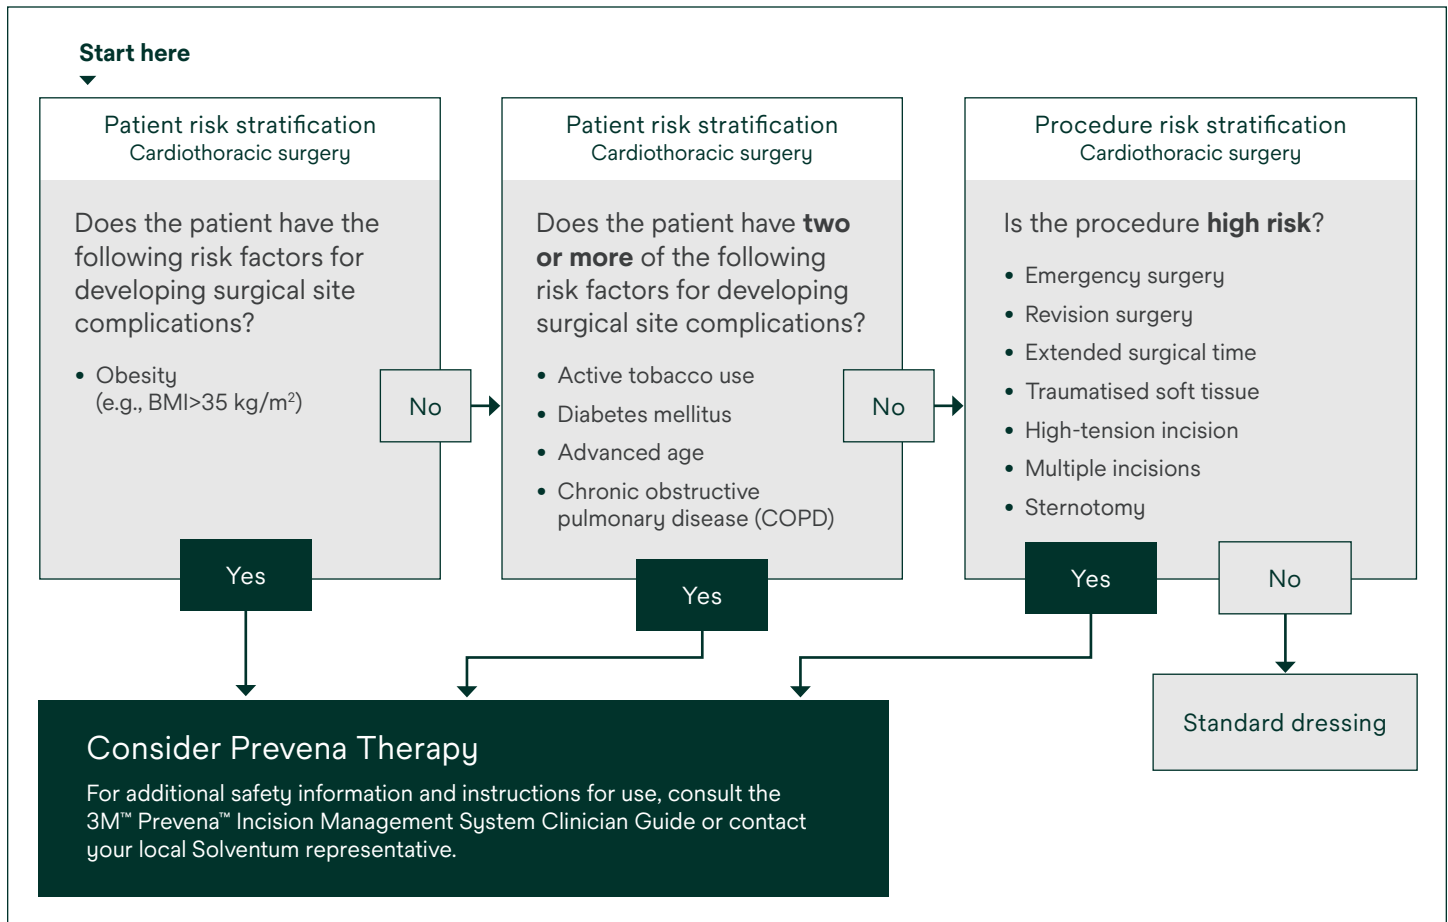 Start here
Patient risk stratification
Cardiothoracic surgery
Does the patient have the
following risk factors for
developing surgical site
complications?
• Obesity
(e.g., BMI>35 kg/m²)
No
Yes
Patient risk stratification
Cardiothoracic surgery
Does the patient have two
or more of the following
risk factors for developing
surgical site complications?
• Active tobacco use
• Diabetes mellitus
• Advanced age
• Chronic obstructive
pulmonary disease (COPD)
No
Yes
Procedure risk stratification
Cardiothoracic surgery
Is the procedure high risk?
• Emergency surgery
• Revision surgery
• Extended surgical time
• Traumatised soft tissue
• High-tension incision
• Multiple incisions
• Sternotomy
Yes
No
Consider Prevena Therapy
For additional safety information and instructions for use, consult the
3M™ Prevena™ Incision Management System Clinician Guide or contact
your local Solventum representative.
Standard dressing